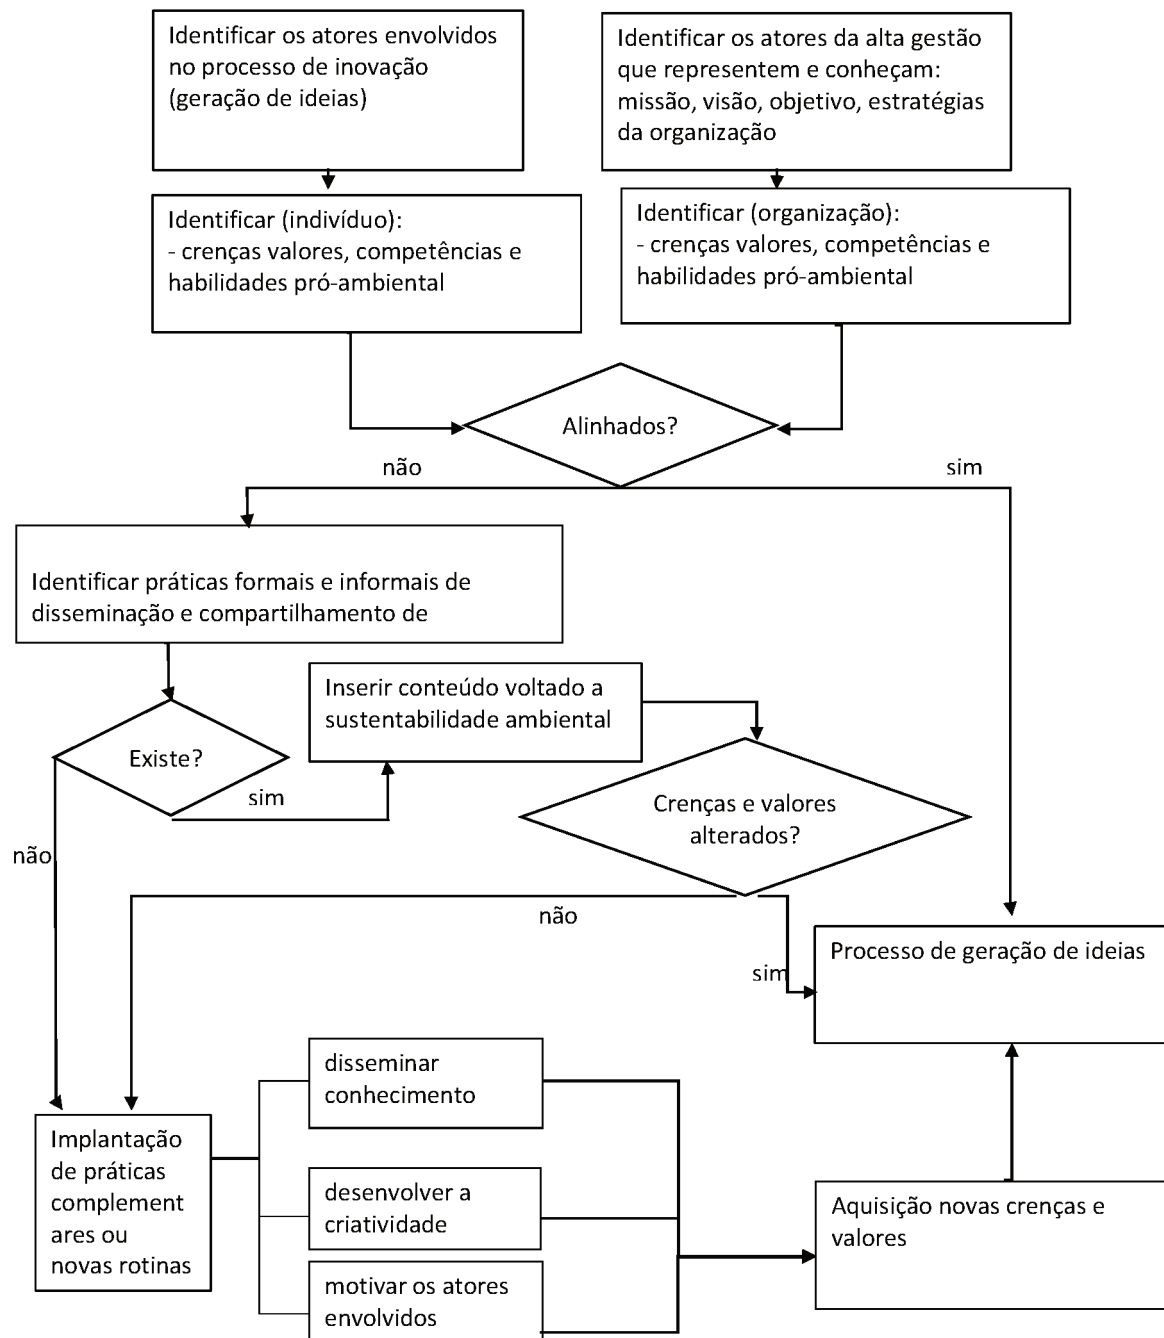 Identificar os atores envolvidos
no processo de inovação
(geração de ideias)
Identificar os atores da alta gestão
que representem e conheçam:
missão, visão, objetivo, estratégias
da organização
Identificar (indivíduo):
- crenças valores, competências e
habilidades pró-ambiental
Identificar (organização):
- crenças valores, competências e
habilidades pró-ambiental
Alinhados?
não
sim
Identificar práticas formais e informais de
disseminação e compartilhamento de
Inserir conteúdo voltado a
sustentabilidade ambiental
Existe?
sim
Crenças e valores
alterados?
não
não
sim
Processo de geração de ideias
disseminar
conhecimento
Implantação
de práticas
complement
ares ou
novas rotinas
desenvolver a
criatividade
Aquisição novas crenças e
valores
motivar os atores
envolvidos